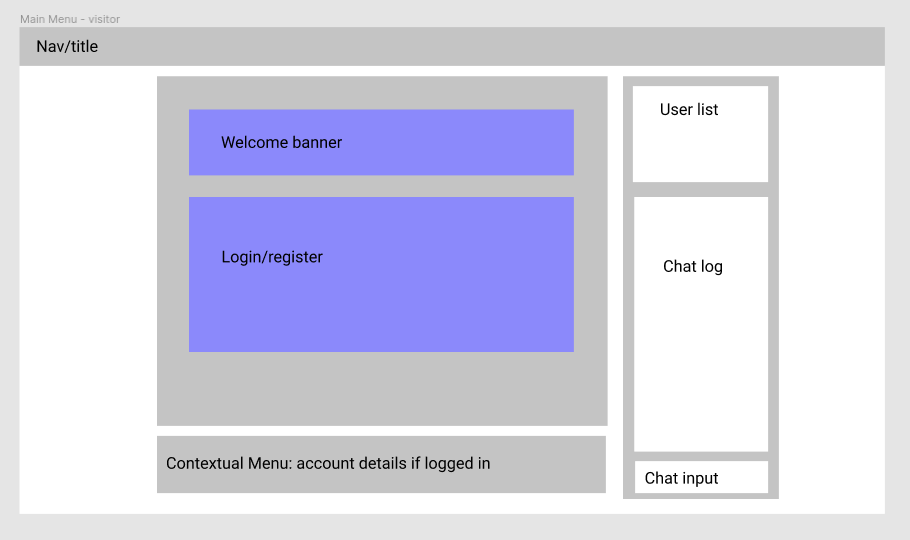 Main Menu - visitor
Nav/title
Welcome banner
Login/register
Contextual Menu: account details if logged in
User list
Chat log
Chat input